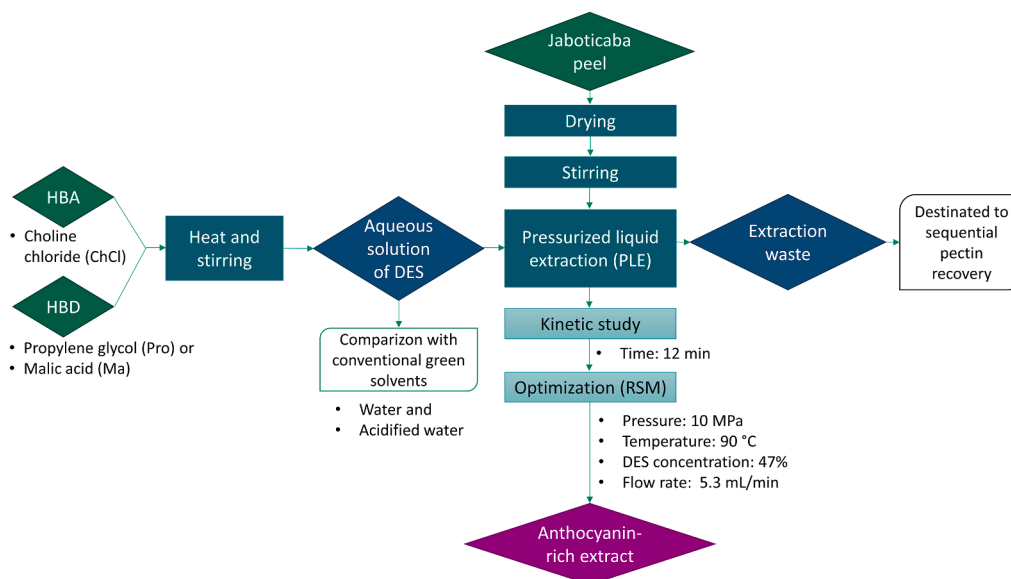 Jaboticaba
peel
Drying
Stirring
HBA
• Choline
chloride (ChCl)
HBD
• Propylene glycol (Pro) or
• Malic acid (Ma)
Heat and
stirring
Aqueous
solution
of DES
Comparizon with
conventional green
solvents
• Water and
• Acidified water
Pressurized liquid
extraction (PLE)
Extraction
waste
Destinated to
sequential
pectin
recovery
Kinetic study
• Time: 12 min
Optimization (RSM)
• Pressure: 10 MPa
• Temperature: 90 °C
• DES concentration: 47%
• Flow rate: 5.3 mL/min
Anthocyanin-
rich extract